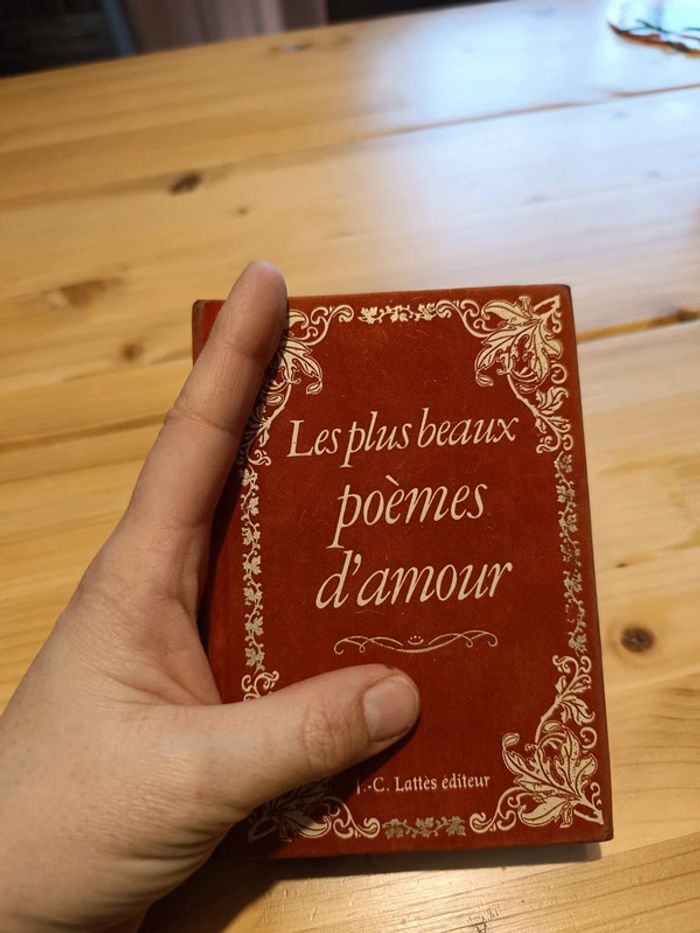 Les plus beaux
poèmes
d'amour
J.-C. Lattès éditeur